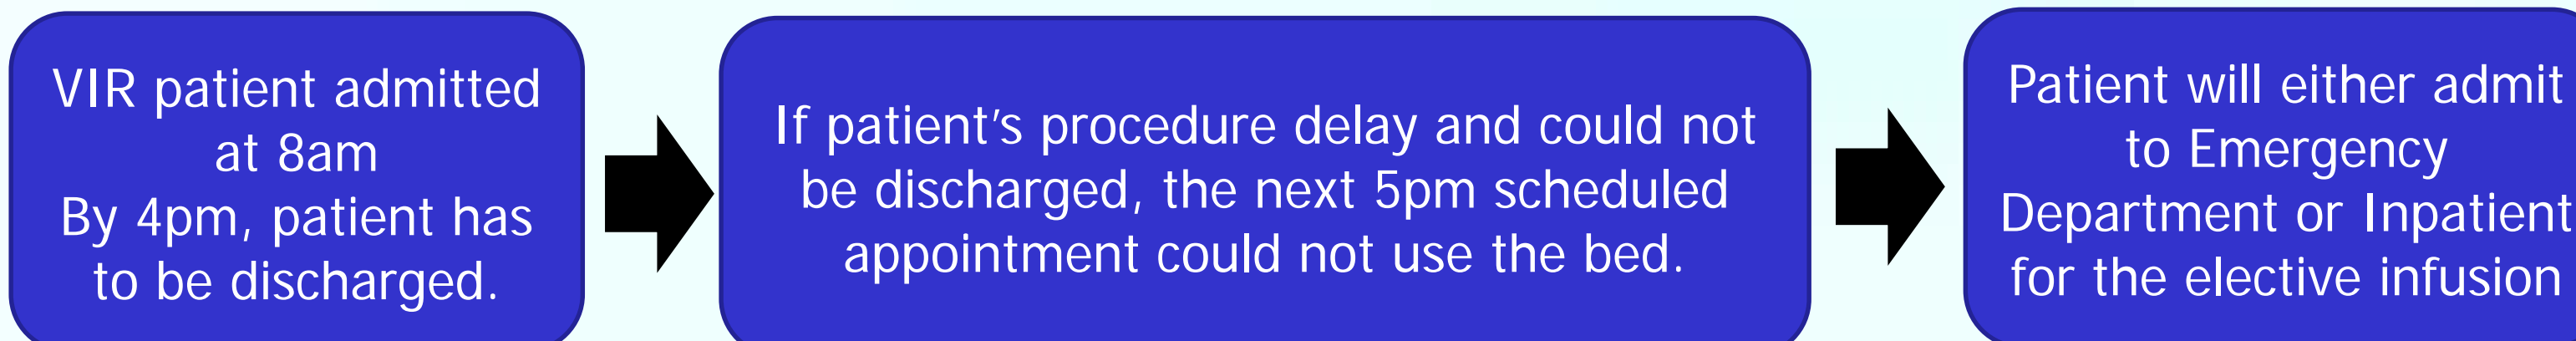 VIR patient admitted
at 8am
By 4pm, patient has
to be discharged.
If patient's procedure delay and could not
be discharged, the next 5pm scheduled
appointment could not use the bed.
Patient will either admit
to Emergency
Department or Inpatient
for the elective infusion